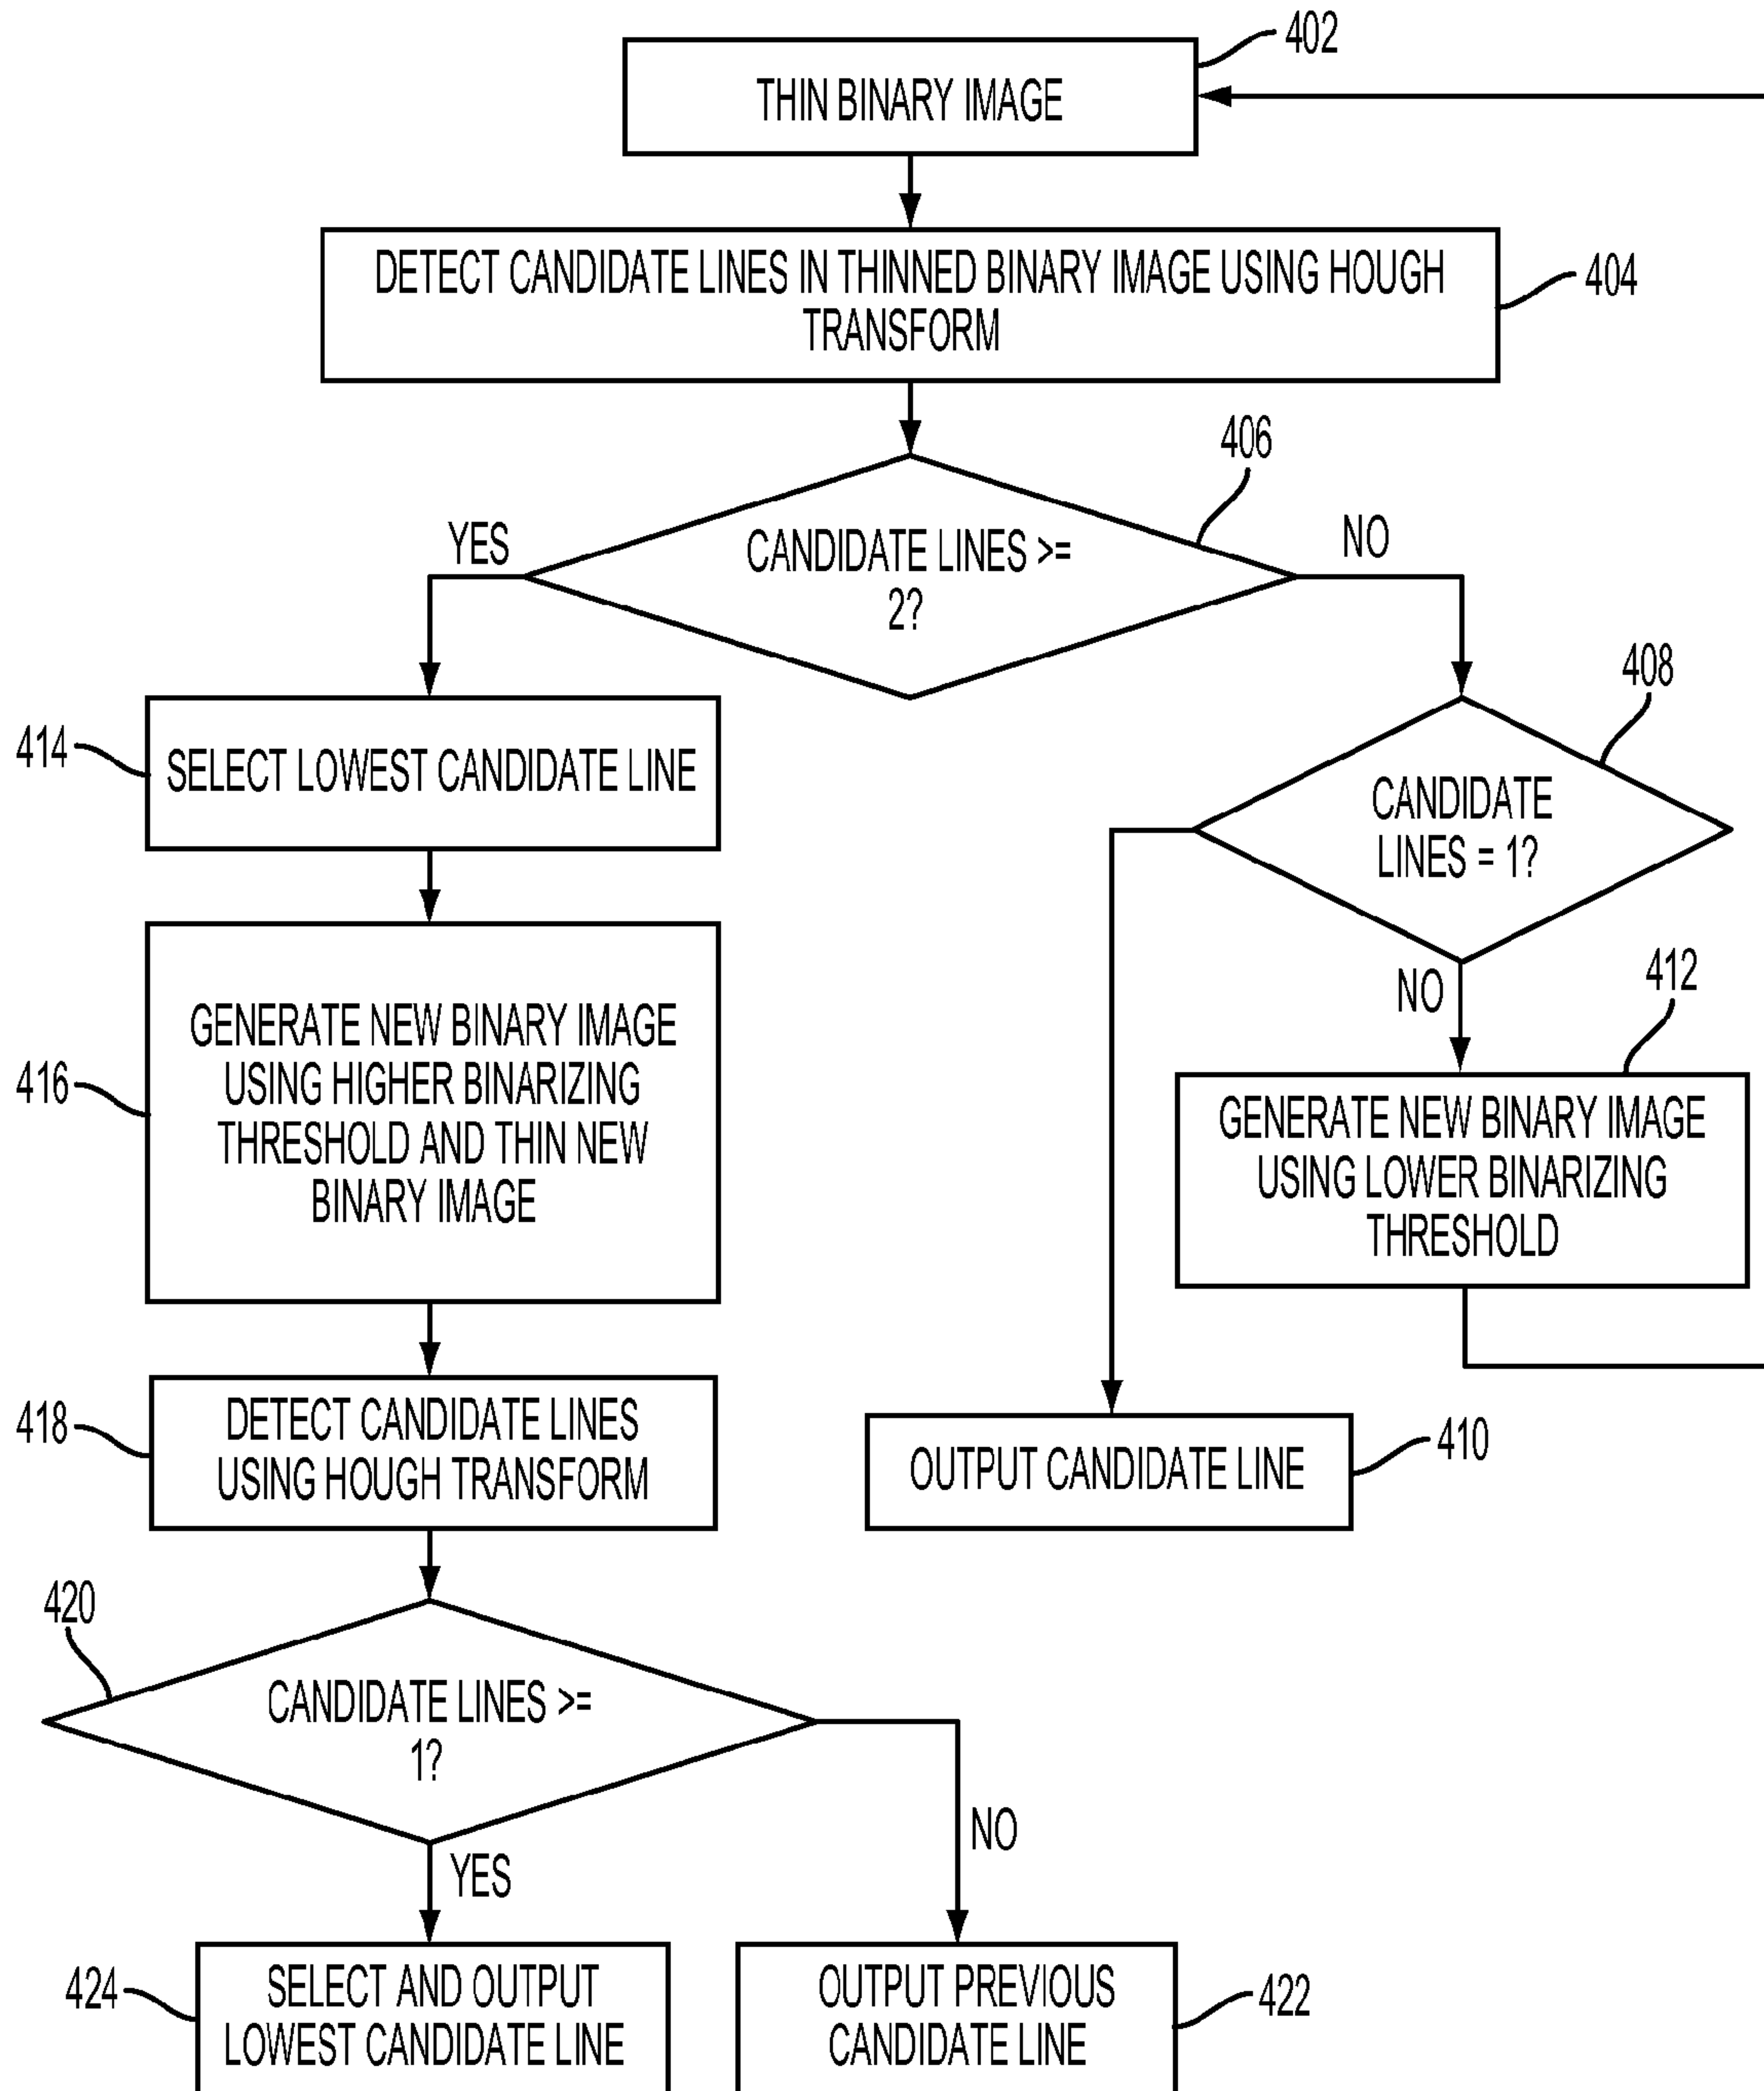 402
THIN BINARY IMAGE
DETECT CANDIDATE LINES IN THINNED BINARY IMAGE USING HOUGH
TRANSFORM
404
406
YES
CANDIDATE LINES >=
2?
NO
408
414
SELECT LOWEST CANDIDATE LINE
CANDIDATE
LINES = 1?
NO
412
416
GENERATE NEW BINARY IMAGE
USING HIGHER BINARIZING
THRESHOLD AND THIN NEW
BINARY IMAGE
GENERATE NEW BINARY IMAGE
USING LOWER BINARIZING
THRESHOLD
418
DETECT CANDIDATE LINES
USING HOUGH TRANSFORM
OUTPUT CANDIDATE LINE
410
420
CANDIDATE LINES >=
1?
NO
YES
424
SELECT AND OUTPUT
LOWEST CANDIDATE LINE
OUTPUT PREVIOUS
CANDIDATE LINE
422